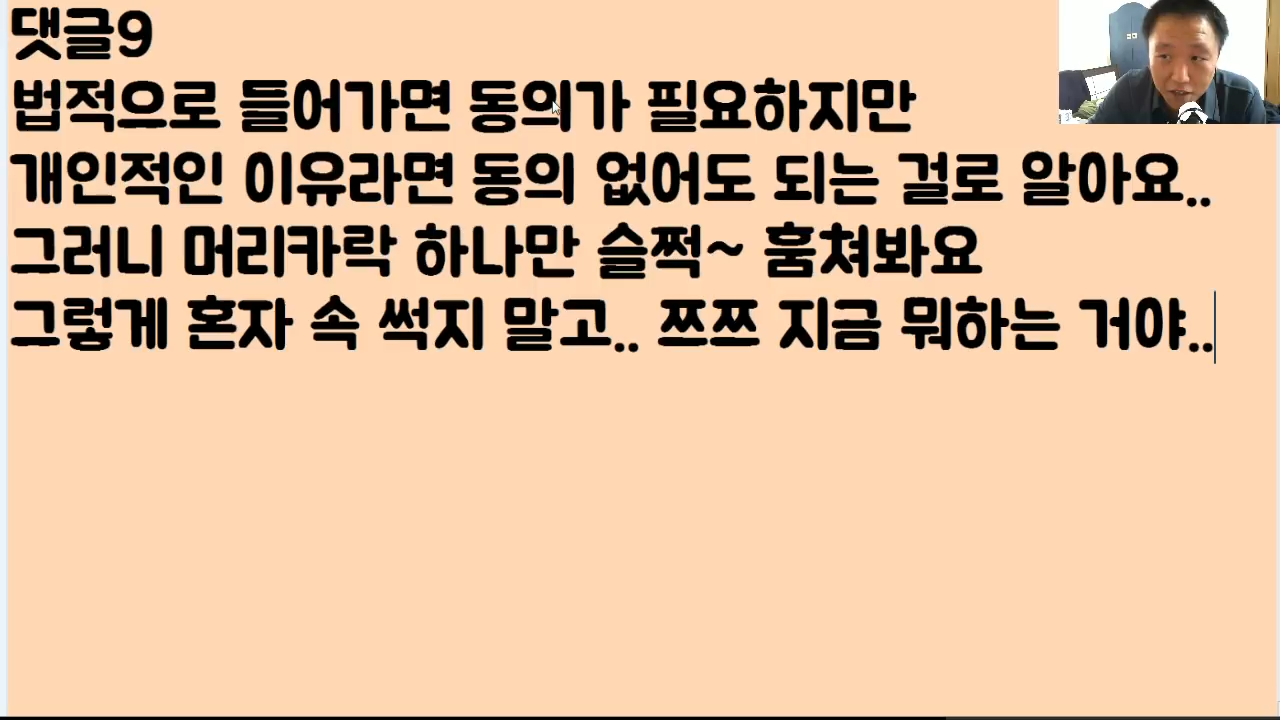 댓글9
법적으로 들어가면 동의가 필요하지만
개인적인 이유라면 동의 없어도 되는 걸로 알아요..
그러니 머리카락 하나만 슬쩍~ 훔쳐봐요
그렇게 혼자 속 썩지 말고.. 쯔쯔 지금 뭐하는 거야..